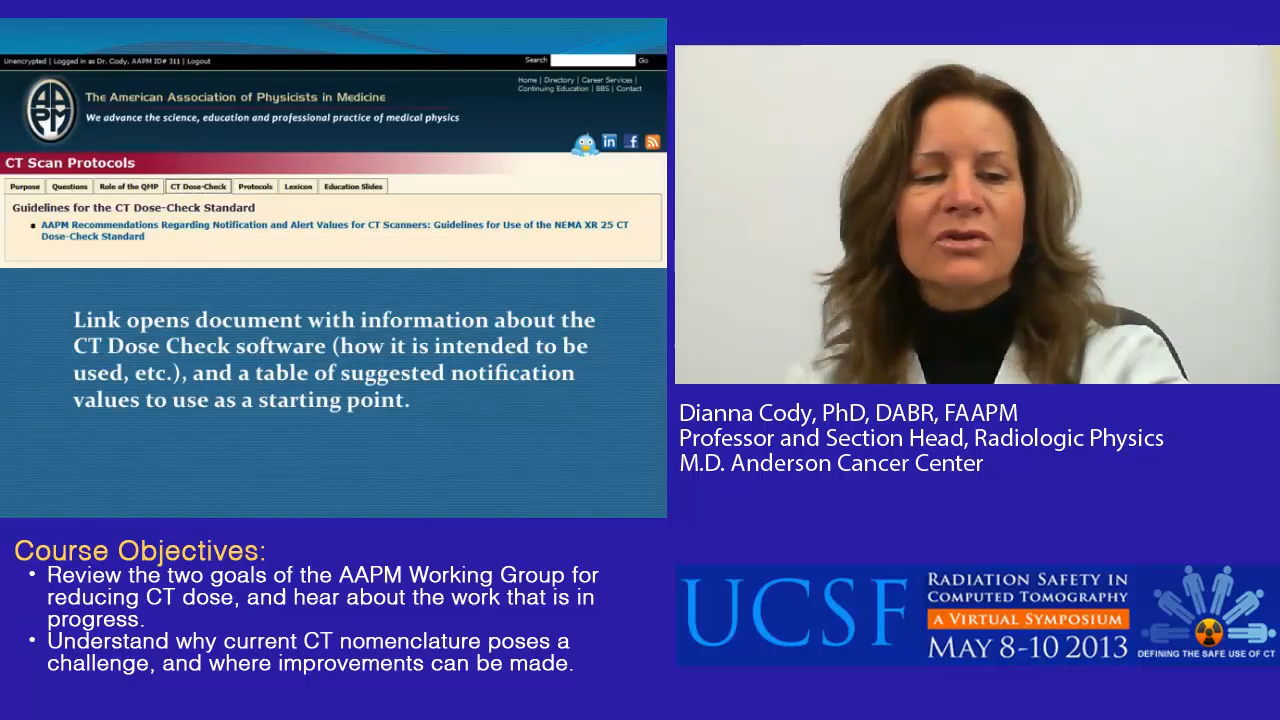 Unencrypted | Logged in as Dr. Cody, AAPM ID# 311 | Logout
Search
Go
Home | Directory | Career Services |
Continuing Education | BBS | Contact
AAPM
The American Association of Physicists in Medicine
We advance the science, education and professional practice of medical physics
in f
CT Scan Protocols
Purpose Questions Role of the QMP CT Dose-Check Protocols Lexicon Education Slides
Guidelines for the CT Dose-Check Standard
AAPM Recommendations Regarding Notification and Alert Values for CT Scanners: Guidelines for Use of the NEMA XR 25 CT
Dose-Check Standard
Link opens document with information about the
CT Dose Check software (how it is intended to be
used, etc.), and a table of suggested notification
values to use as a starting point.
Dianna Cody, PhD, DABR, FAAPM
Professor and Section Head, Radiologic Physics
M.D. Anderson Cancer Center
Course Objectives:
• Review the two goals of the AAPM Working Group for
reducing CT dose, and hear about the work that is in
progress.
• Understand why current CT nomenclature poses a
challenge, and where improvements can be made.
UCSF
RADIATION SAFETY IN
COMPUTED TOMOGRAPHY
A VIRTUAL SYMPOSIUM
MAY 8-10 2013
DEFINING THE SAFE USE OF CT